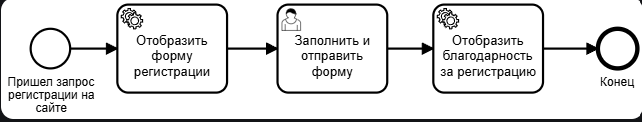 Пришел запрос
регистрации на
сайте
Отобразить
форму
регистрации
Заполнить и
отправить
форму
Отобразить
благодарность
за регистрацию
Конец